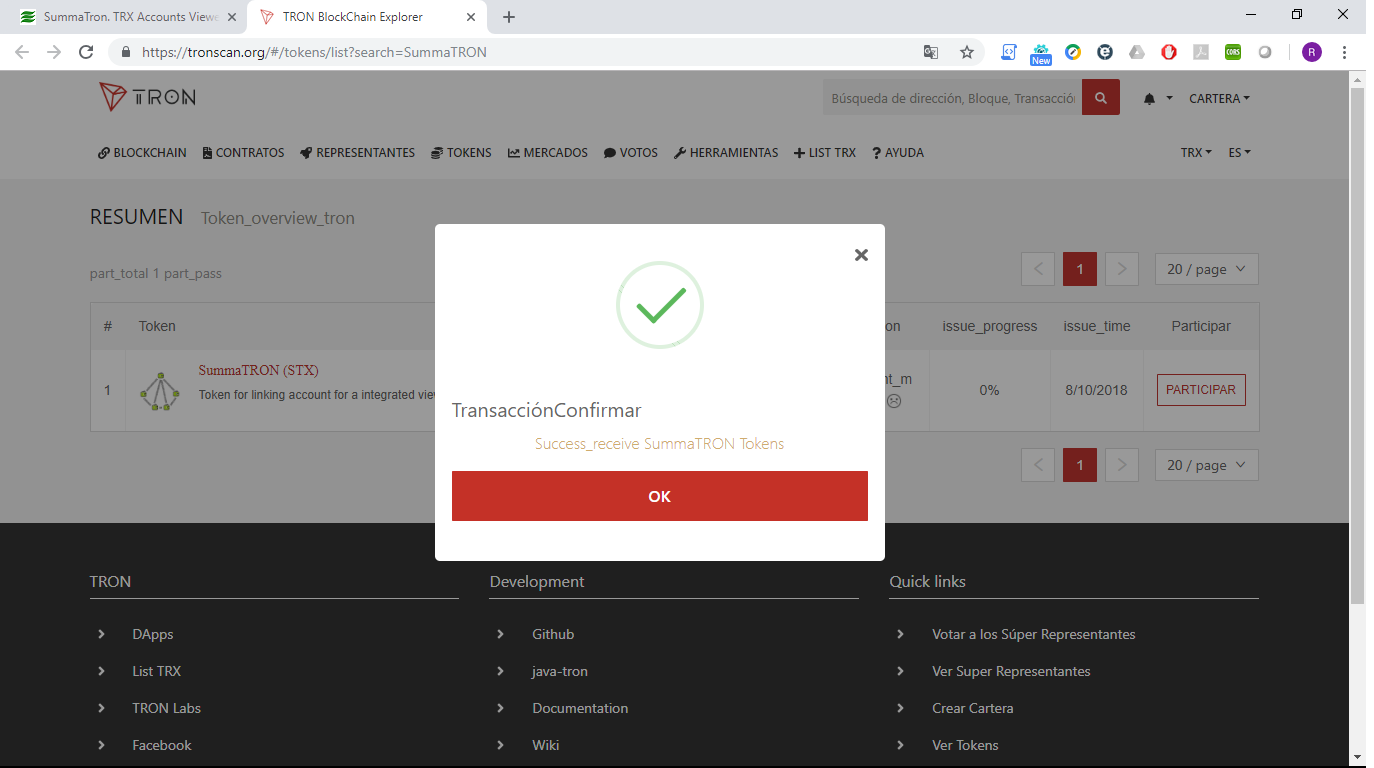 SummaTron. TRX Accounts Viewe
TRON BlockChain Explorer
https://tronscan.org/#/tokens/list?search=SummaTRON
New
CORS
R
TRON
Búsqueda de dirección, Bloque, Transacción
CARTERA
BLOCKCHAIN CONTRATOS REPRESENTANTES TOKENS MERCADOS VOTOS HERRAMIENTAS LIST TRX AYUDA TRX ES
RESUMEN Token_overview_tron
part_total 1 part_pass
1 20 / page
# Token on issue_progress issue_time Participar
1 SummaTRON (STX) nt_m 0% 8/10/2018 PARTICIPAR
Token for linking account for a integrated view
TransacciónConfirmar
Success_receive SummaTRON Tokens
OK
1 20 / page
TRON Development Quick links
DApps Github Votar a los Súper Representantes
List TRX java-tron Ver Super Representantes
TRON Labs Documentation Crear Cartera
Facebook Wiki Ver Tokens